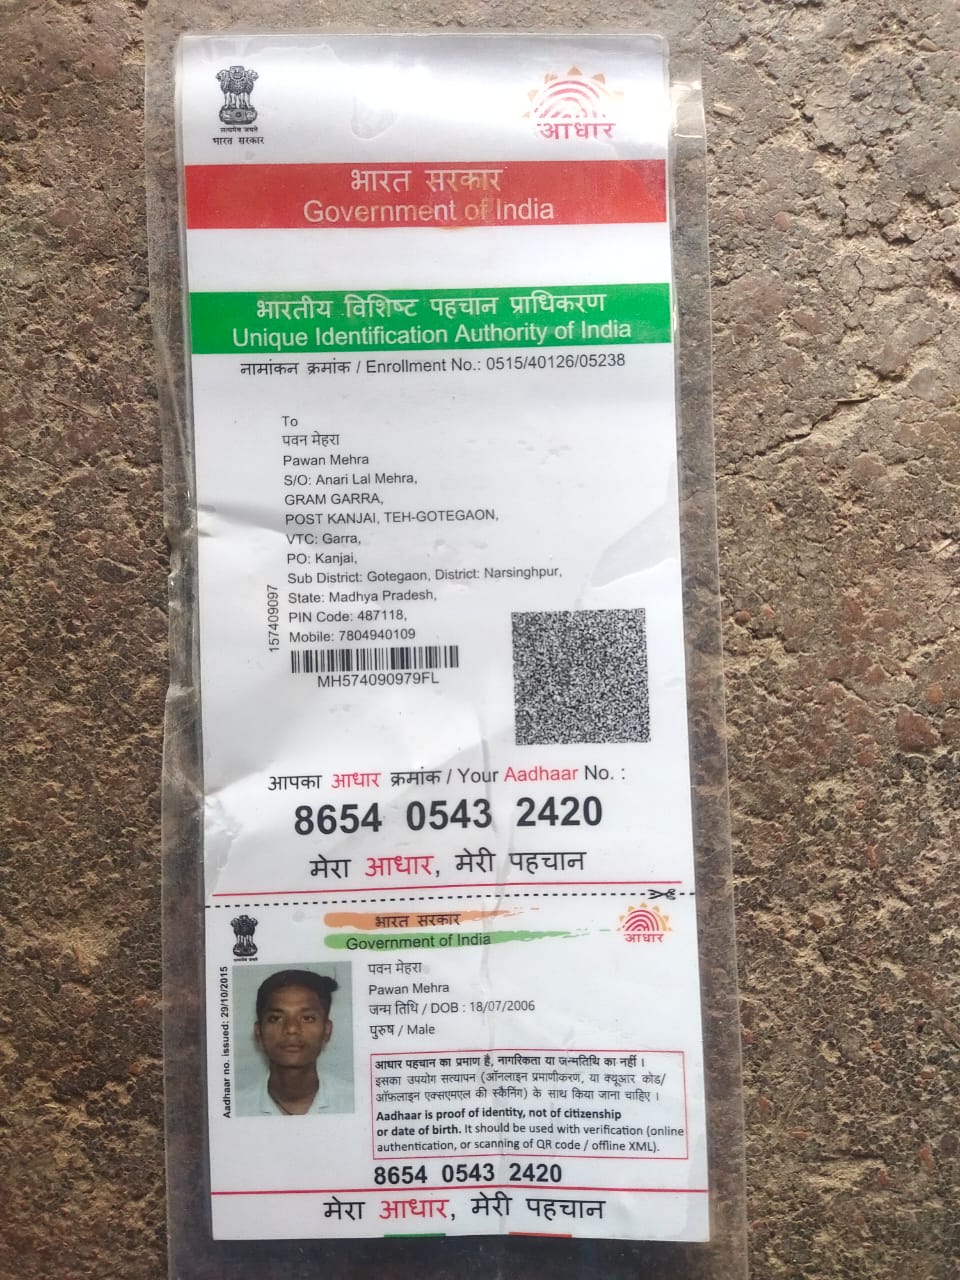 सत्यमेव जयते
भारत सरकार
आधार
भारत सरकार
Government of India
भारतीय विशिष्ट पहचान प्राधिकरण
Unique Identification Authority of India
नामांकन क्रमांक / Enrollment No.: 0515/40126/05238
To
पवन मेहरा
Pawan Mehra
S/O: Anari Lal Mehra,
GRAM GARRA,
POST KANJAI, TEH-GOTEGAON,
VTC: Garra,
PO: Kanjai,
Sub District: Gotegaon, District: Narsinghpur,
State: Madhya Pradesh,
PIN Code: 487118,
Mobile: 7804940109
157409097
MH574090979FL
आपका आधार क्रमांक / Your Aadhaar No. :
8654 0543 2420
मेरा आधार, मेरी पहचान
सत्यमेव जयते
भारत सरकार
Government of India
आधार
Aadhaar no. issued: 29/10/2015
पवन मेहरा
Pawan Mehra
जन्म तिथि / DOB : 18/07/2006
पुरुष / Male
आधार पहचान का प्रमाण है, नागरिकता या जन्मतिथि का नहीं ।
इसका उपयोग सत्यापन (ऑनलाइन प्रमाणीकरण, या क्यूआर कोड/
ऑफ़लाइन एक्सएमएल की स्कैनिंग) के साथ किया जाना चाहिए ।
Aadhaar is proof of identity, not of citizenship
or date of birth. It should be used with verification (online
authentication, or scanning of QR code / offline XML).
8654 0543 2420
मेरा आधार, मेरी पहचान